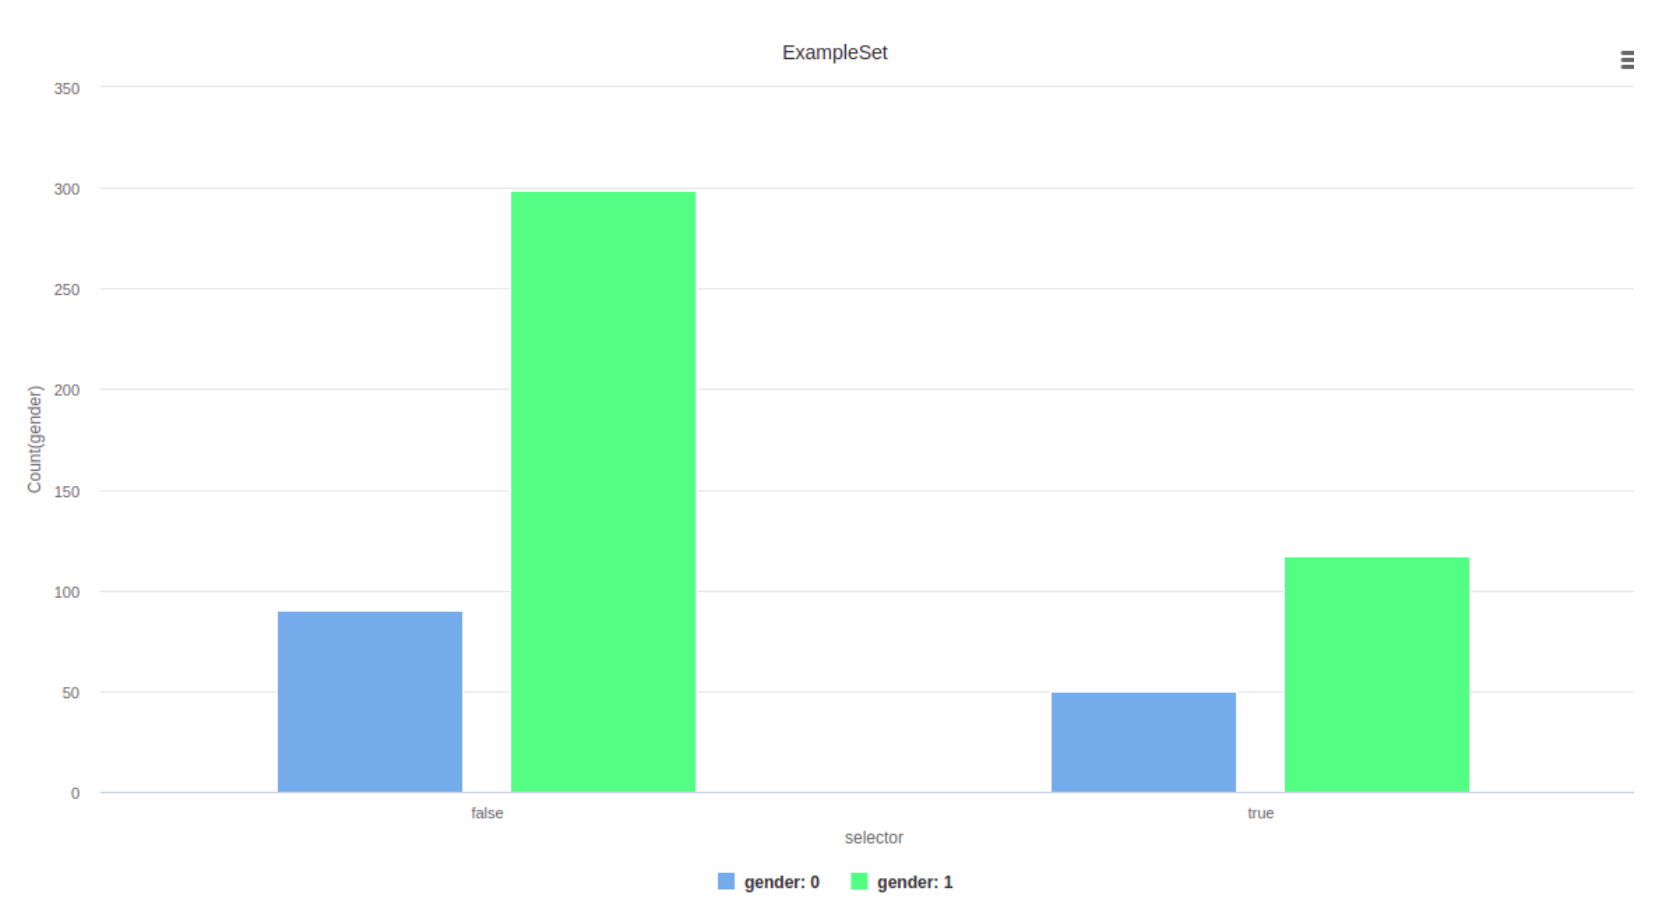 ExampleSet
350
300
250
200
150
100
50
0
Count(gender)
false
true
selector
gender: 0
gender: 1